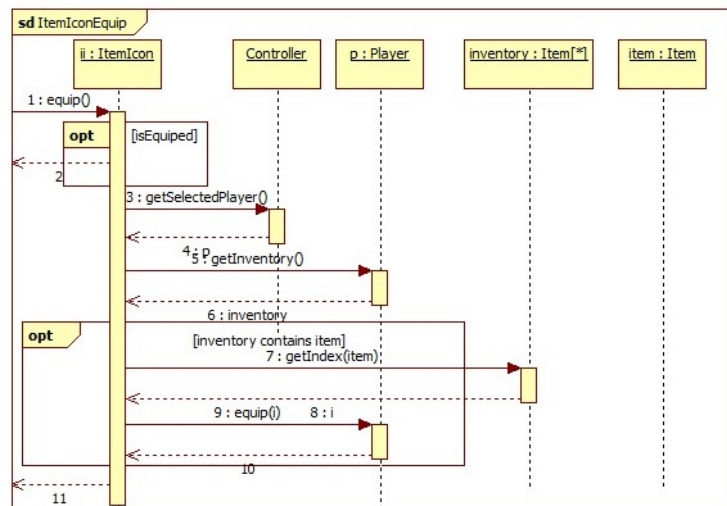 sd ItemIconEquip
ii : ItemIcon
Controller
p : Player
inventory : Item[*]
item : Item
1 : equip()
opt
[isEquiped]
2
3 : getSelectedPlayer()
4 : p
5 : getInventory()
6 : inventory
opt
[inventory contains item]
7 : getIndex(item)
9 : equip(i)
8 : i
10
11